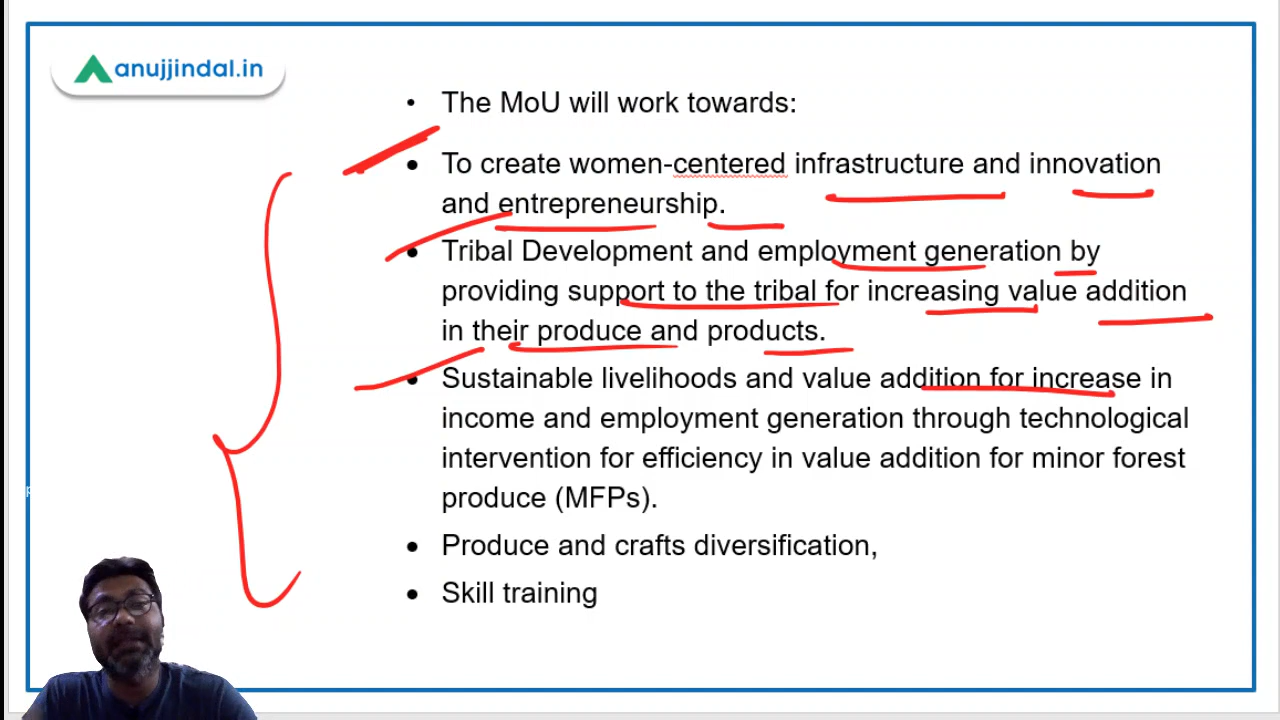 anujjindal.in
• The MoU will work towards:
• To create women-centered infrastructure and innovation
and entrepreneurship.
• Tribal Development and employment generation by
providing support to the tribal for increasing value addition
in their produce and products.
• Sustainable livelihoods and value addition for increase in
income and employment generation through technological
intervention for efficiency in value addition for minor forest
produce (MFPs).
• Produce and crafts diversification,
• Skill training